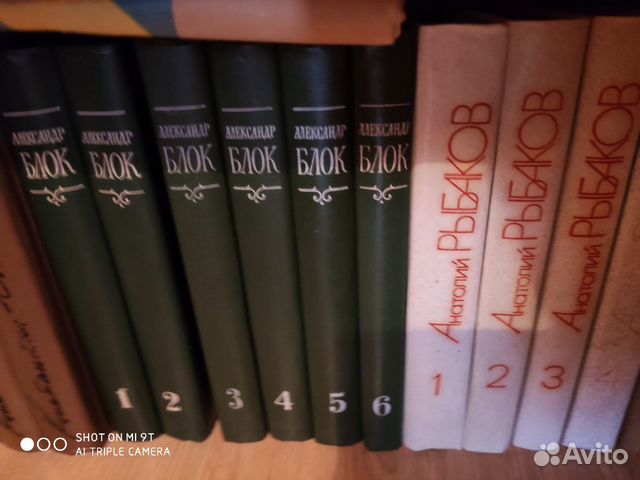 АЛЕКСАНДР
БЛОК
1
АЛЕКСАНДР
БЛОК
2
АЛЕКСАНДР
БЛОК
3
АЛЕКСАНДР
БЛОК
4
АЛЕКСАНДР
БЛОК
5
АЛЕКСАНДР
БЛОК
6
Анатолий РЫБАКОВ
1
Анатолий РЫБАКОВ
2
Анатолий РЫБАКОВ
3
SHOT ON MI 9T
AI TRIPLE CAMERA
Avito